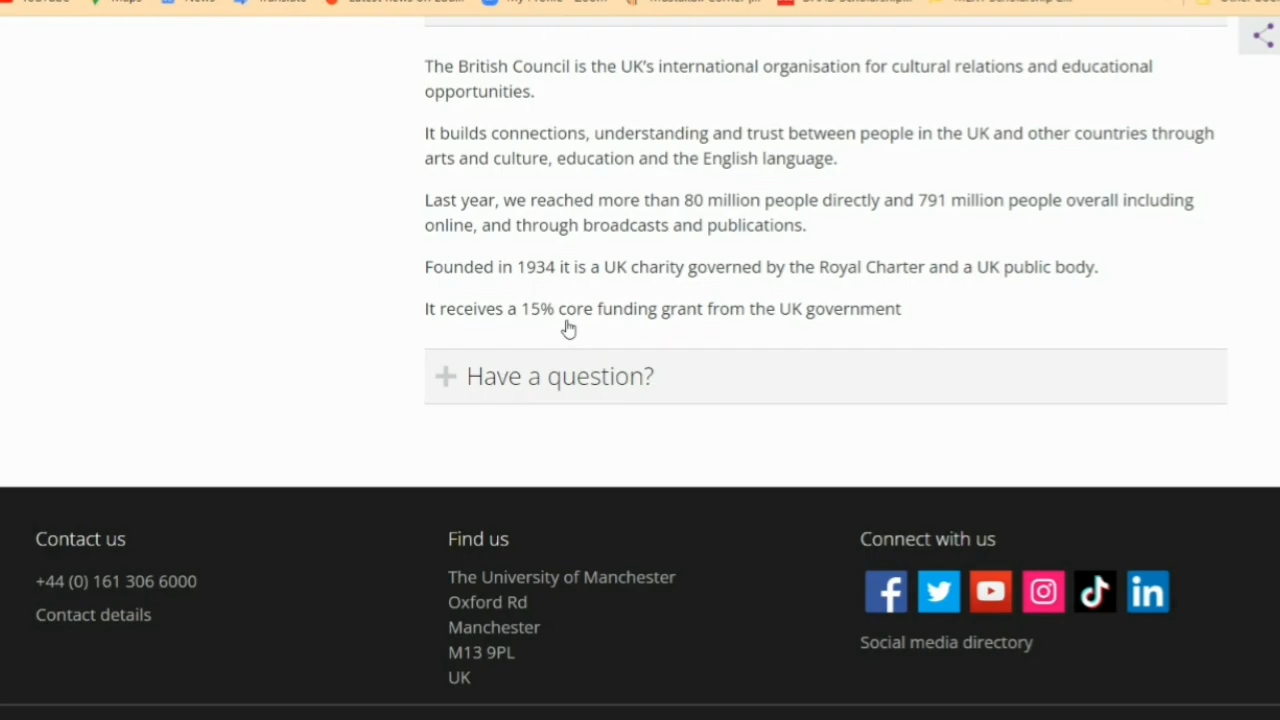 The British Council is the UK's international organisation for cultural relations and educational
opportunities.
It builds connections, understanding and trust between people in the UK and other countries through
arts and culture, education and the English language.
Last year, we reached more than 80 million people directly and 791 million people overall including
online, and through broadcasts and publications.
Founded in 1934 it is a UK charity governed by the Royal Charter and a UK public body.
It receives a 15% core funding grant from the UK government
Have a question?
Contact us
+44 (0) 161 306 6000
Contact details
Find us
The University of Manchester
Oxford Rd
Manchester
M13 9PL
UK
Connect with us
Social media directory